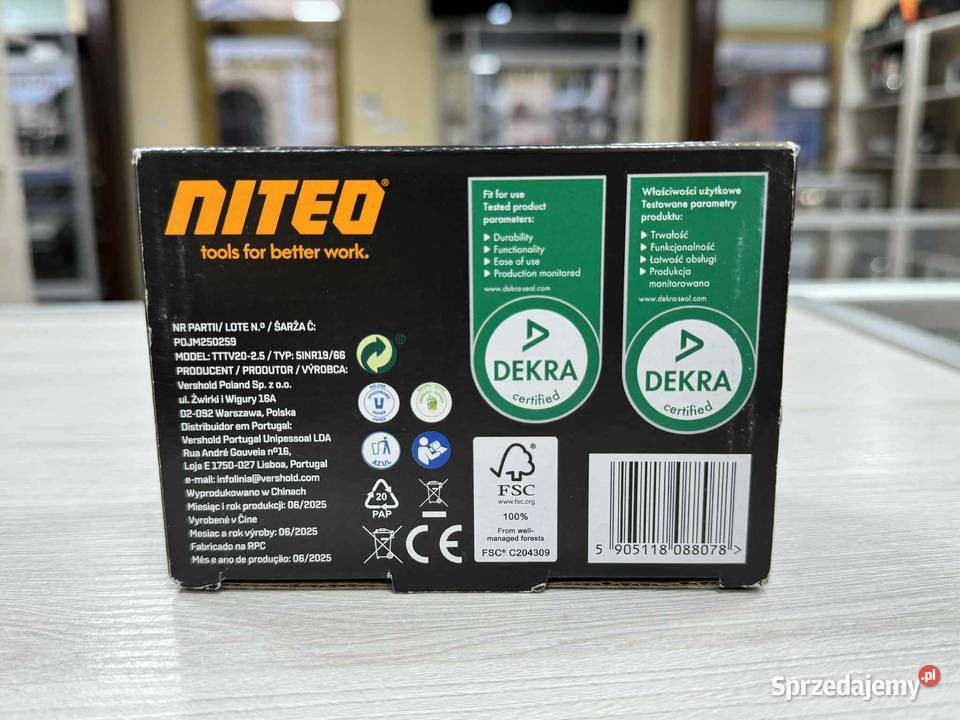 NITEO®
tools for better work.
NR PARTII/ LOTE N.º / ŠARŽA Č:
PDJM250259
MODEL: TTTV20-2.5 / TYP: 5INR19/66
PRODUCENT / PRODUTOR / VÝROBCA:
Vershold Poland Sp. z o.o.
ul. Żwirki i Wigury 16A
02-092 Warszawa, Polska
Distribuidor em Portugal:
Vershold Portugal Unipessoal LDA
Rua André Gouveia nº16,
Loja E 1750-027 Lisboa, Portugal
e-mail: infolinia@vershold.com
Wyprodukowano w Chinach
Miesiąc i rok produkcji: 06/2025
Vyrobené v Číne
Mesiac a rok výroby: 06/2025
Fabricado na RPC
Mês e ano de produção: 06/2025
AZUL
20
PAP
CE
Fit for use
Tested product
parameters:
Durability
Functionality
Ease of use
Production monitored
www.dekra-seal.com
DEKRA
certified
Właściwości użytkowe
Testowane parametry
produktu:
Trwałość
Funkcjonalność
Łatwość obsługi
Produkcja
monitorowana
www.dekra-seal.com
DEKRA
certified
FSC
www.fsc.org
100%
From well-
managed forests
FSC® C204309
5 905118 088078 >
Sprzedajemy.pl